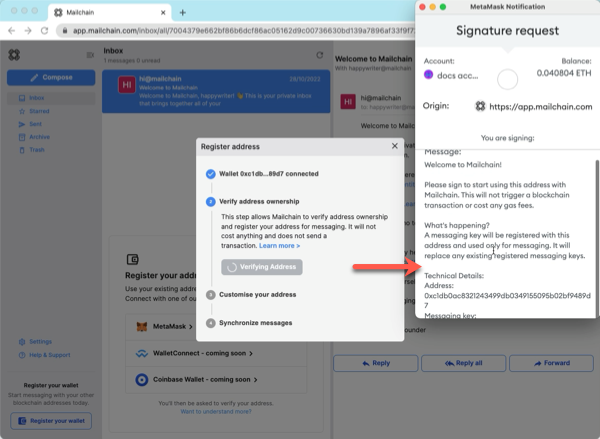 Mailchain
app.mailchain.com/inbox/all/7004379e662bf86b6dcf86ac05162d9c00736630bd139a7896af33f9f7
MetaMask Notification
Signature request
Account:
Balance:
docs acc...
0.040804 ETH
Origin:
https://app.mailchain.com
You are signing:
Message:
Welcome to Mailchain!
Please sign to start using this address with
Mailchain. This will not trigger a blockchain
transaction or cost any gas fees.
What's happening?
A messaging key will be registered with this
address and used only for messaging. It will
replace any existing registered messaging keys.
Technical Details:
Address:
0xc1db0ac8321243499db0349155095b02bf9489d
7
Messaging key:
Compose
Inbox
Starred
Sent
Archive
Trash
Settings
Help & Support
Register your wallet
Start messaging with your other
blockchain addresses today.
Register your wallet
Inbox
1 messages 0 unread
HI
hi@mailchain
28/10/2023
Welcome to Mailchain
Welcome to Mailchain, happywriter! 👋 This is your private inbox
that brings together all of you!
Register your add
Use your existing addre
Connect with one of ou
MetaMask
WalletConnect - coming soon
Coinbase Wallet - coming soon
You'll then be asked to verify your address.
Want to understand more?
Register address
Wallet 0xc1db...89d7 connected
Verify address ownership
This step allows Mailchain to verify address ownership
and register your address for messaging. It will not
cost anything and does not send a
transaction. Learn more >
Verifying Address
3 Customise your address
4 Synchronize messages
Welcome to Mailchain
With happywriter@mailchain
HI
hi@mailchain
to: happywriter@mailchain
Welcome to Mail
ounder
Reply
Reply all
Forward